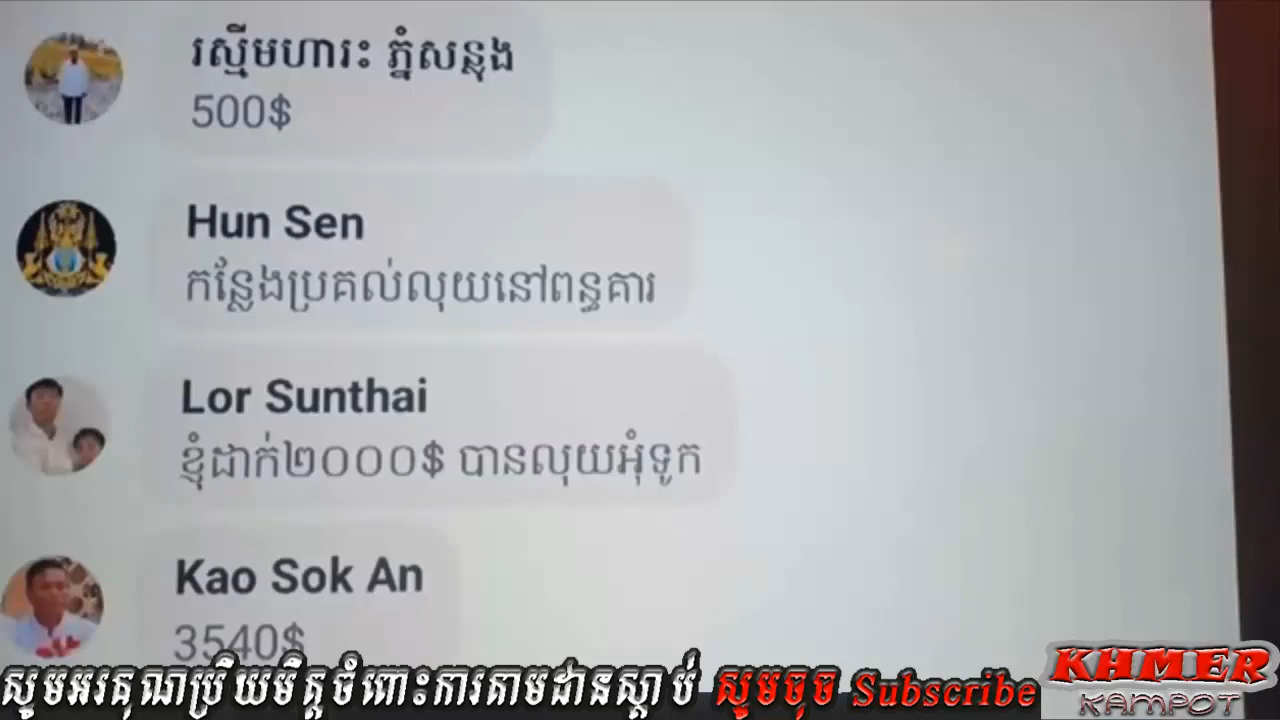 រស្មីមហារះ ភ្នំសន្លុង
500$
Hun Sen
កន្លែងប្រគល់លុយនៅពន្ធគារ
Lor Sunthai
ខ្ញុំដាក់២០០០$ បានលុយអុំទូក
Kao Sok An
3540$
សូមអរគុណប្រិយមិត្តចំពោះការតាមដានស្តាប់ សូមចុច Subscribe
KHMER
KAMPOT